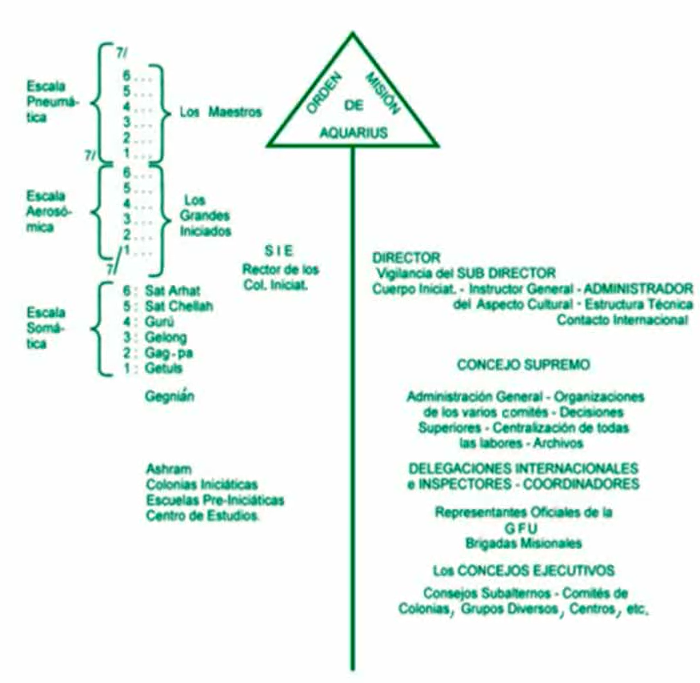 ORDEN
MISION
DE
AQUARIUS
Escala
Pneumá-
tica
7/
6 . . .
5 . . .
4 . . .
3 . . .
2 . . .
7/ 1 . . .
Los Maestros
Escala
Aerosó-
mica
6 . . .
5 . . .
4 . . .
3 . . .
2 . . .
1 . . .
7/
Los
Grandes
Iniciados
Escala
Somá-
tica
6 : Sat Arhat
5 : Sat Chellah
4 : Gurú
3 : Gelong
2 : Gag-pa
1 : Getuls
Gegnián
Ashram
Colonias Iniciáticas
Escuelas Pre-Iniciáticas
Centro de Estudios.
S I E
Rector de los
Col. Iniciat.
DIRECTOR
Vigilancia del SUB DIRECTOR
Cuerpo Iniciat. - Instructor General - ADMINISTRADOR
del Aspecto Cultural - Estructura Técnica
Contacto Internacional
CONCEJO SUPREMO
Administración General - Organizaciones
de los varios comités - Decisiones
Superiores - Centralización de todas
las labores - Archivos
DELEGACIONES INTERNACIONALES
e INSPECTORES - COORDINADORES
Representantes Oficiales de la
G F U
Brigadas Misionales
Los CONCEJOS EJECUTIVOS
Consejos Subalternos - Comités de
Colonias, Grupos Diversos, Centros, etc.